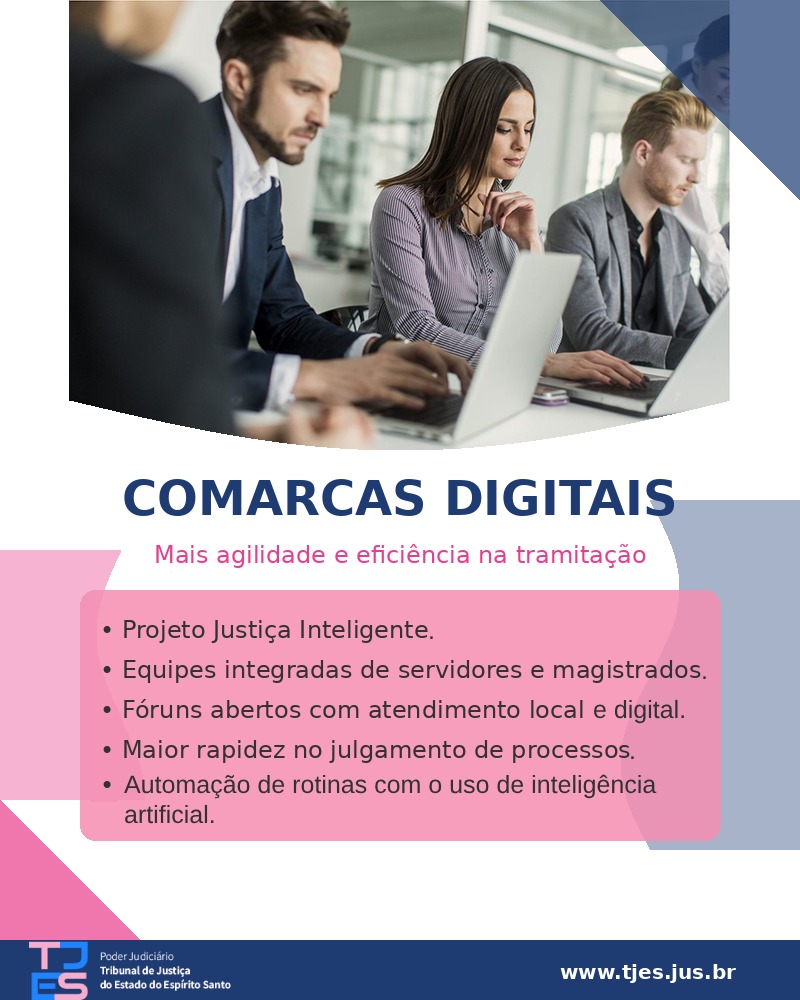 COMARCAS DIGITAIS
Mais agilidade e eficiência na tramitação
• Projeto Justiça Inteligente.
• Equipes integradas de servidores e magistrados.
• Fóruns abertos com atendimento local e digital.
• Maior rapidez no julgamento de processos.
• Automação de rotinas com o uso de inteligência
artificial.
TJ
ES
Poder Judiciário
Tribunal de Justiça
do Estado do Espírito Santo
www.tjes.jus.br